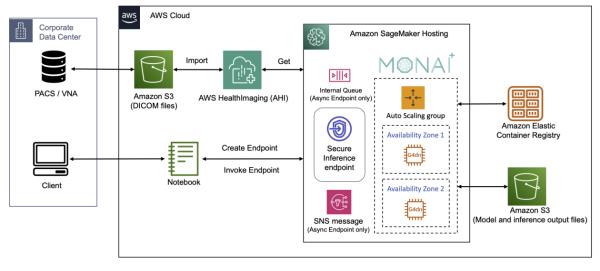 Corporate
Data Center
PACS / VNA
Client
aws
AWS Cloud
Amazon S3
(DICOM files)
Import
AWS HealthImaging (AHI)
Get
Notebook
Create Endpoint
Invoke Endpoint
Amazon SageMaker Hosting
Internal Queue
(Async Endpoint only)
Secure
Inference
endpoint
SNS message
(Async Endpoint only)
MONAI
Auto Scaling group
Availability Zone 1
G4dn
Availability Zone 2
G4dn
Amazon Elastic
Container Registry
Amazon S3
(Model and inference output files)